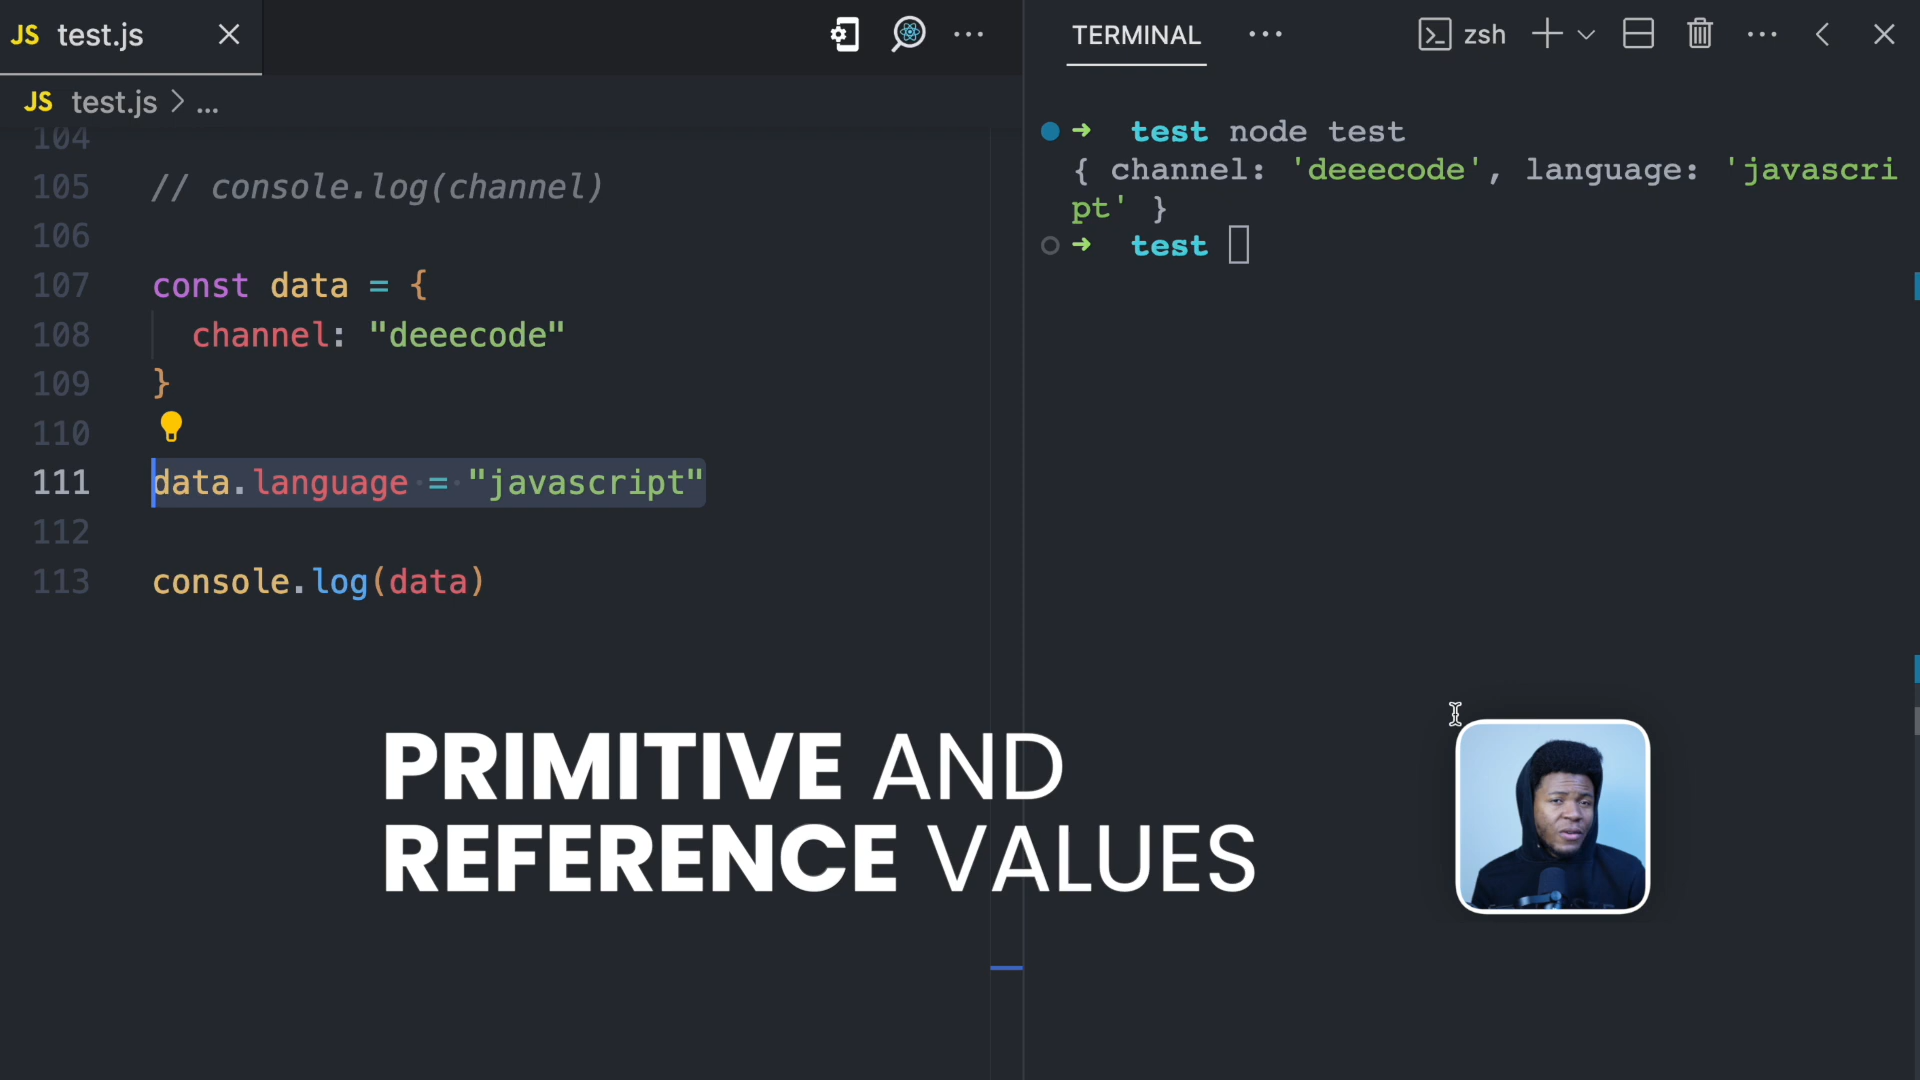 JS test.js
TERMINAL
zsh
JS test.js > ...
104
105 // console.log(channel)
106
107 const data = {
108 channel: "deeecode"
109 }
110
111 data.language = "javascript"
112
113 console.log(data)
➜ test node test
{ channel: 'deeecode', language: 'javascri
pt' }
➜ test
PRIMITIVE AND
REFERENCE VALUES